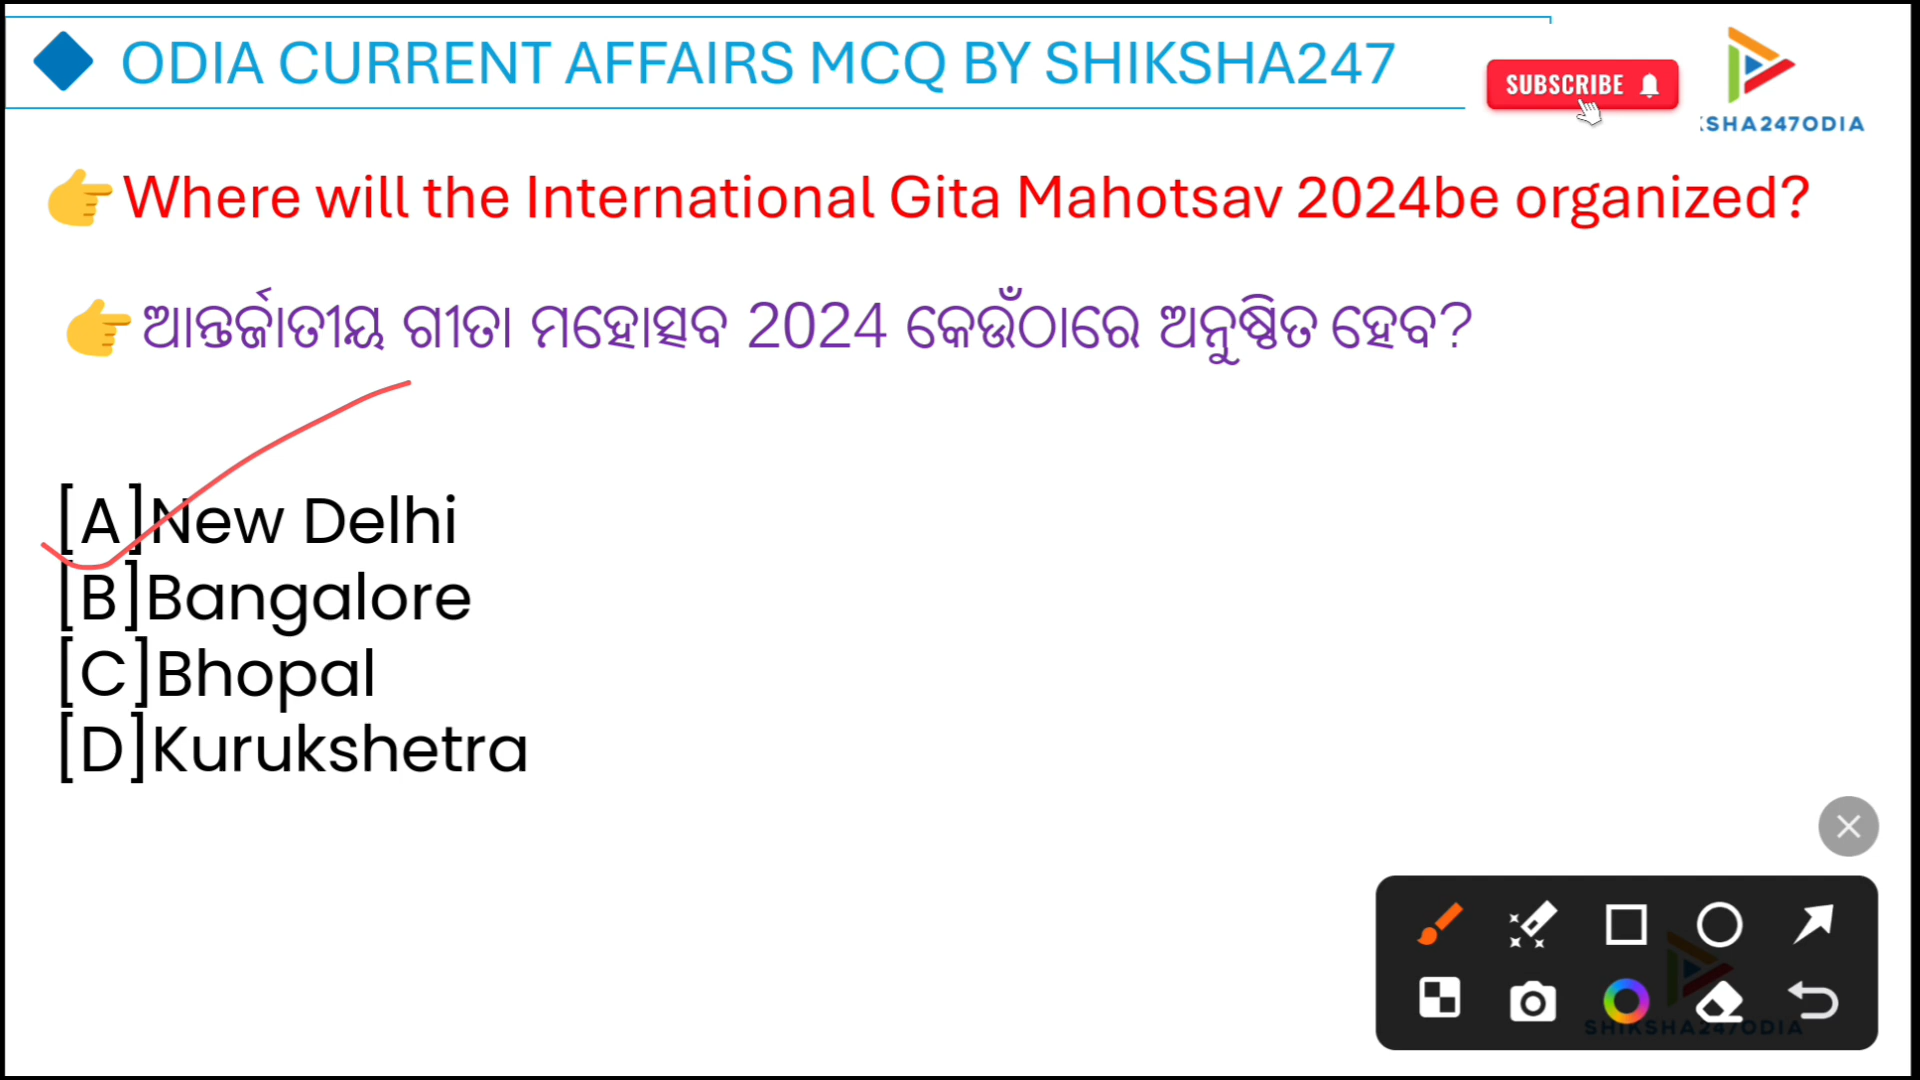 ODIA CURRENT AFFAIRS MCQ BY SHIKSHA247
SUBSCRIBE
SHA247ODIA
Where will the International Gita Mahotsav 2024be organized?
ଆନ୍ତର୍ଜାତୀୟ ଗୀତା ମହୋତ୍ସବ 2024 କେଉଁଠାରେ ଅନୁଷ୍ଠିତ ହେବ?
[A]New Delhi
[B]Bangalore
[C]Bhopal
[D]Kurukshetra
SHIKSHA247ODIA